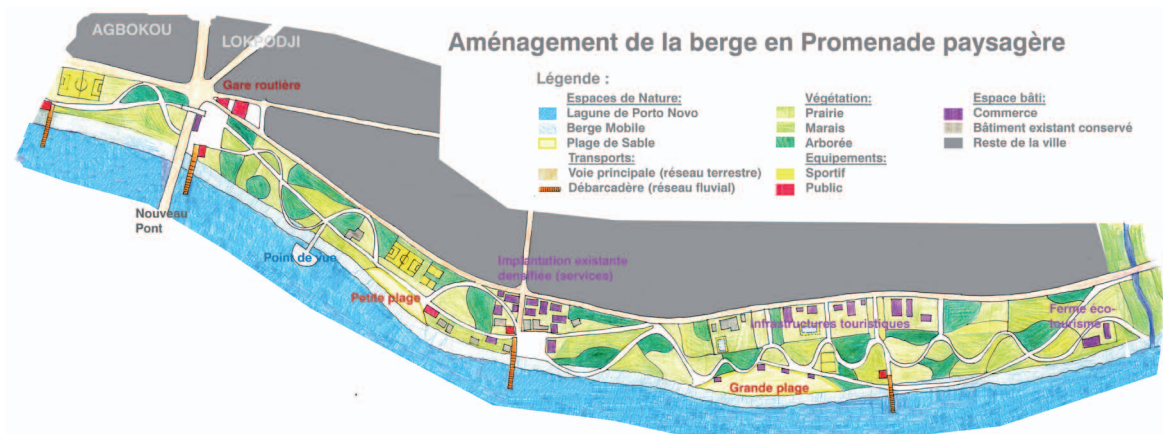 AGBOKOU
LOKPODJI
Aménagement de la berge en Promenade paysagère
Légende :
Espaces de Nature:
Lagune de Porto Novo
Berge Mobile
Plage de Sable
Transports:
Voie principale (réseau terrestre)
Débarcadère (réseau fluvial)
Végétation:
Prairie
Marais
Arborée
Equipements:
Sportif
Public
Espace bâti:
Commerce
Bâtiment existant conservé
Reste de la ville
Gare routière
Nouveau
Pont
Point de vue
Petite plage
Implantation existante
densifiée (services)
Infrastructures touristiques
Ferme éco-
tourisme
Grande plage